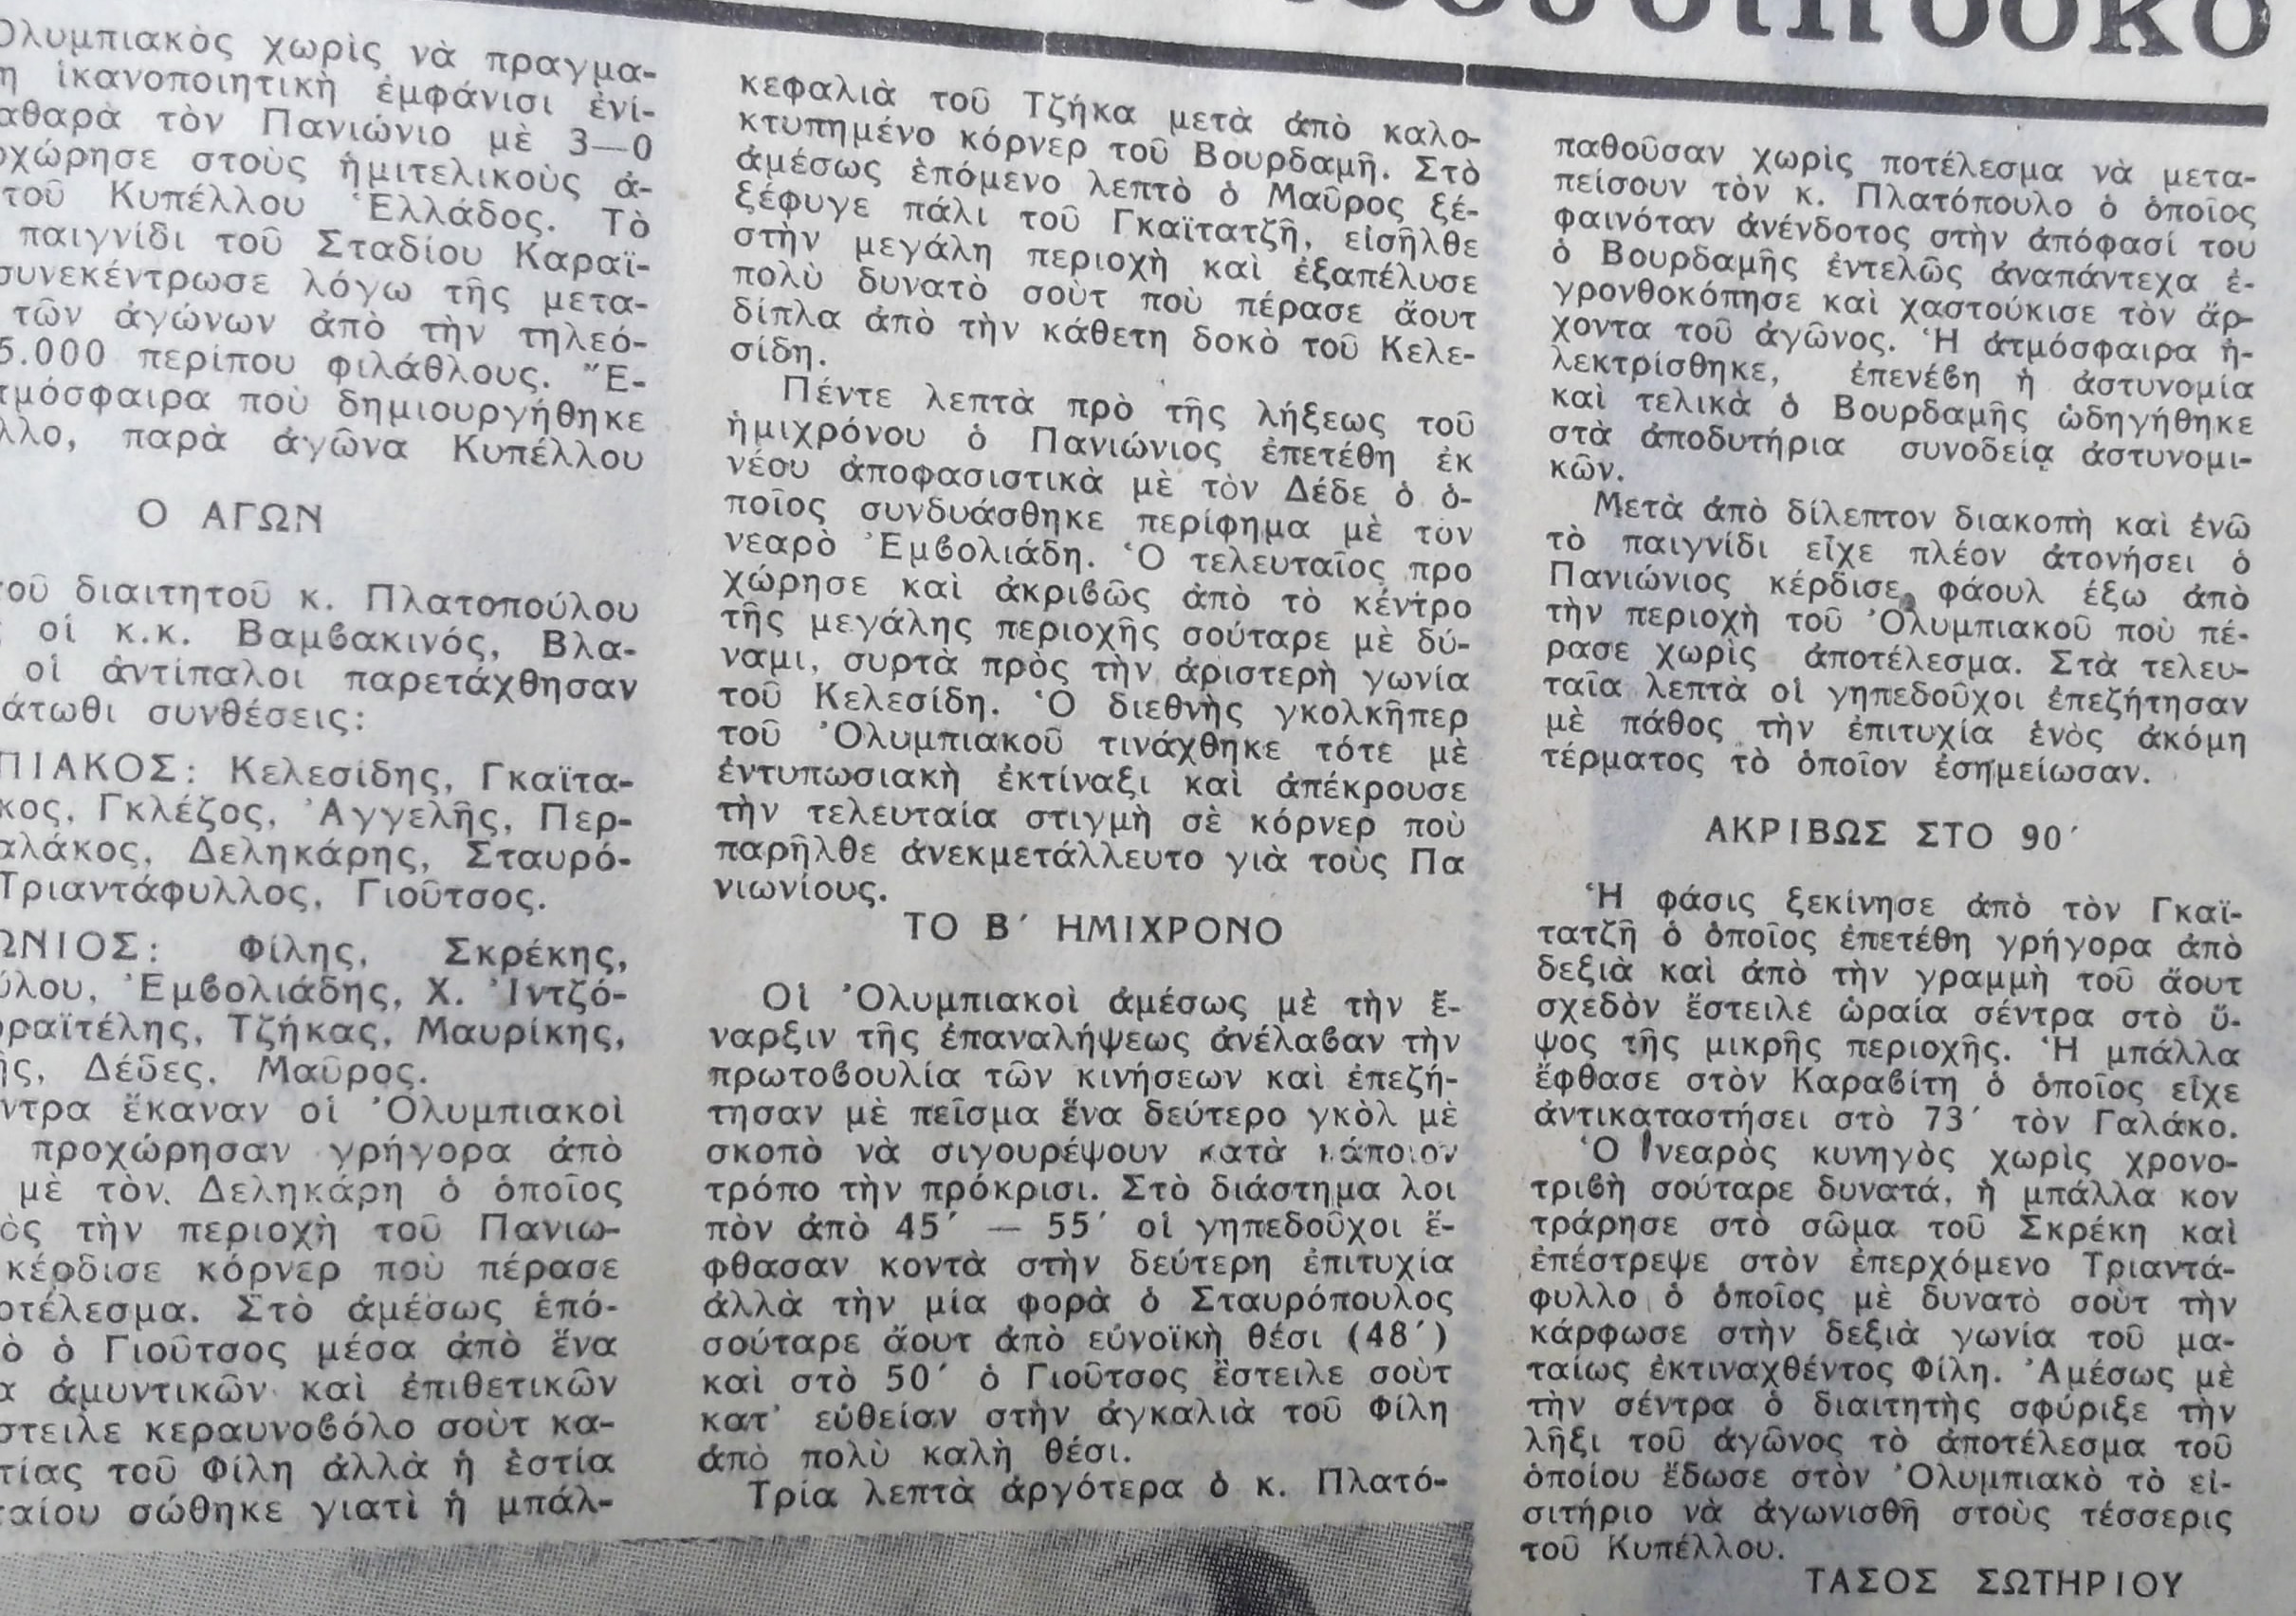 Ὀλυμπιακὸς χωρὶς νὰ πραγμα-
ἱκανοποιητικὴ ἐμφάνισι ἐνί-
τὸν Πανιώνιο μὲ 3—0
στοὺς ἡμιτελικοὺς ἀ-
τοῦ Κυπέλλου Ἑλλάδος. Τὸ
παιγνίδι τοῦ Σταδίου Καραϊ-
συνεκέντρωσε λόγω τῆς μετα-
τῶν ἀγώνων ἀπὸ τὴν τηλεό-
5.000 περίπου φιλάθλους. Ἔ-
ποὺ δημιουργήθηκε
παρὰ ἀγῶνα Κυπέλλου
Ο ΑΓΩΝ
τοῦ διαιτητοῦ κ. Πλατοπούλου
οἱ κ.κ. Βαμβακινός, Βλα-
οἱ ἀντίπαλοι παρετάχθησαν
συνθέσεις:
ΠΙΑΚΟΣ: Κελεσίδης, Γκαϊτα-
κος, Γκλέζος, Ἀγγελῆς, Περ-
αλάκος, Δεληκάρης, Σταυρό-
Τριαντάφυλλος, Γιοῦτσος.
ΩΝΙΟΣ: Φίλης, Σκρέκης,
ύλου, Ἐμβολιάδης, Χ. Ἰντζό-
ραϊτέλης, Τζήκας, Μαυρίκης,
ῆς, Δέδες, Μαῦρος.
ντρα ἔκαναν οἱ Ὀλυμπιακοὶ
προχώρησαν γρήγορα ἀπὸ
μὲ τὸν Δεληκάρη ὁ ὁποῖος
ὸς τὴν περιοχὴ τοῦ Πανιω-
κέρδισε κόρνερ ποὺ πέρασε
οτέλεσμα. Στὸ ἀμέσως ἑπό-
ὸ ὁ Γιοῦτσος μέσα ἀπὸ ἕνα
α ἀμυντικῶν καὶ ἐπιθετικῶν
στειλε κεραυνοβόλο σοὺτ κα-
τίας τοῦ Φίλη ἀλλὰ ἡ ἑστία
ταίου σώθηκε γιατὶ ἡ μπάλ-
κεφαλιὰ τοῦ Τζήκα μετὰ ἀπὸ καλο-
κτυπημένο κόρνερ τοῦ Βουρδαμῆ. Στὸ
ἀμέσως ἑπόμενο λεπτὸ ὁ Μαῦρος ξέ-
ξέφυγε πάλι τοῦ Γκαϊτατζῆ, εἰσῆλθε
στὴν μεγάλη περιοχὴ καὶ ἐξαπέλυσε
πολὺ δυνατὸ σοὺτ ποὺ πέρασε ἄουτ
δίπλα ἀπὸ τὴν κάθετη δοκὸ τοῦ Κελε-
σίδη.
Πέντε λεπτὰ πρὸ τῆς λήξεως τοῦ
ἡμιχρόνου ὁ Πανιώνιος ἐπετέθη ἐκ
νέου ἀποφασιστικὰ μὲ τὸν Δέδε ὁ ὁ-
ποῖος συνδυάσθηκε περίφημα μὲ τὸν
νεαρὸ Ἐμβολιάδη. Ὁ τελευταῖος προ
χώρησε καὶ ἀκριβῶς ἀπὸ τὸ κέντρο
τῆς μεγάλης περιοχῆς σούταρε μὲ δύ-
ναμι, συρτὰ πρὸς τὴν ἀριστερὴ γωνία
τοῦ Κελεσίδη. Ὁ διεθνὴς γκολκῆπερ
τοῦ Ὀλυμπιακοῦ τινάχθηκε τότε μὲ
ἐντυπωσιακὴ ἐκτίναξι καὶ ἀπέκρουσε
τὴν τελευταία στιγμὴ σὲ κόρνερ ποὺ
παρῆλθε ἀνεκμετάλλευτο γιὰ τοὺς Πα
νιωνίους.
ΤΟ Β΄ ΗΜΙΧΡΟΝΟ
Οἱ Ὀλυμπιακοὶ ἀμέσως μὲ τὴν ἔ-
ναρξιν τῆς ἐπαναλήψεως ἀνέλαβαν τὴν
πρωτοβουλία τῶν κινήσεων καὶ ἐπεζή-
τησαν μὲ πεῖσμα ἕνα δεύτερο γκὸλ μὲ
σκοπὸ νὰ σιγουρέψουν κατὰ κάποιον
τρόπο τὴν πρόκρισι. Στὸ διάστημα λοι
πὸν ἀπὸ 45΄ — 55΄ οἱ γηπεδοῦχοι ἔ-
φθασαν κοντὰ στὴν δεύτερη ἐπιτυχία
ἀλλὰ τὴν μία φορὰ ὁ Σταυρόπουλος
σούταρε ἄουτ ἀπὸ εὐνοϊκὴ θέσι (48΄)
καὶ στὸ 50΄ ὁ Γιοῦτσος ἔστειλε σοὺτ
κατ' εὐθείαν στὴν ἀγκαλιὰ τοῦ Φίλη
ἀπὸ πολὺ καλὴ θέσι.
Τρία λεπτὰ ἀργότερα ὁ κ. Πλατό-
παθοῦσαν χωρὶς ποτέλεσμα νὰ μετα-
πείσουν τὸν κ. Πλατόπουλο ὁ ὁποῖος
φαινόταν ἀνένδοτος στὴν ἀπόφασί του
ὁ Βουρδαμῆς ἐντελῶς ἀναπάντεχα ἐ-
γρονθοκόπησε καὶ χαστούκισε τὸν ἄρ-
χοντα τοῦ ἀγῶνος. Ἡ ἀτμόσφαιρα ἠ-
λεκτρίσθηκε, ἐπενέβη ἡ ἀστυνομία
καὶ τελικὰ ὁ Βουρδαμῆς ὡδηγήθηκε
στὰ ἀποδυτήρια συνοδείᾳ ἀστυνομι-
κῶν.
Μετὰ ἀπὸ δίλεπτον διακοπὴ καὶ ἐνῶ
τὸ παιγνίδι εἶχε πλέον ἀτονήσει ὁ
Πανιώνιος κέρδισε φάουλ ἔξω ἀπὸ
τὴν περιοχὴ τοῦ Ὀλυμπιακοῦ ποὺ πέ-
ρασε χωρὶς ἀποτέλεσμα. Στὰ τελευ-
ταῖα λεπτὰ οἱ γηπεδοῦχοι ἐπεζήτησαν
μὲ πάθος τὴν ἐπιτυχία ἑνὸς ἀκόμη
τέρματος τὸ ὁποῖον ἐσημείωσαν.
ΑΚΡΙΒΩΣ ΣΤΟ 90΄
Ἡ φάσις ξεκίνησε ἀπὸ τὸν Γκαϊ-
τατζῆ ὁ ὁποῖος ἐπετέθη γρήγορα ἀπὸ
δεξιὰ καὶ ἀπὸ τὴν γραμμὴ τοῦ ἄουτ
σχεδὸν ἔστειλε ὡραία σέντρα στὸ ὕ-
ψος τῆς μικρῆς περιοχῆς. Ἡ μπάλλα
ἔφθασε στὸν Καραβίτη ὁ ὁποῖος εἶχε
ἀντικαταστήσει στὸ 73΄ τὸν Γαλάκο.
Ὁ νεαρὸς κυνηγὸς χωρὶς χρονο-
τριβὴ σούταρε δυνατά, ἡ μπάλλα κον
τράρησε στὸ σῶμα τοῦ Σκρέκη καὶ
ἐπέστρεψε στὸν ἐπερχόμενο Τριαντά-
φυλλο ὁ ὁποῖος μὲ δυνατὸ σοὺτ τὴν
κάρφωσε στὴν δεξιὰ γωνία τοῦ μα-
ταίως ἐκτιναχθέντος Φίλη. Ἀμέσως μὲ
τὴν σέντρα ὁ διαιτητὴς σφύριξε τὴν
λῆξι τοῦ ἀγῶνος τὸ ἀποτέλεσμα τοῦ
ὁποίου ἔδωσε στὸν Ὀλυμπιακὸ τὸ εἰ-
σιτήριο νὰ ἀγωνισθῆ στοὺς τέσσερις
τοῦ Κυπέλλου.
ΤΑΣΟΣ ΣΩΤΗΡΙΟΥ